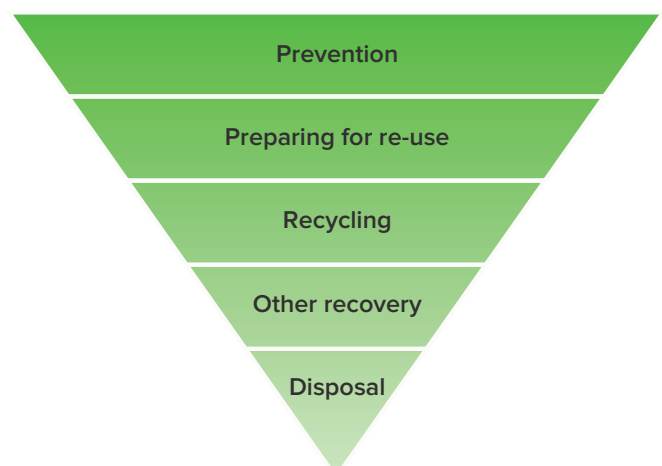 Prevention
Preparing for re-use
Recycling
Other recovery
Disposal